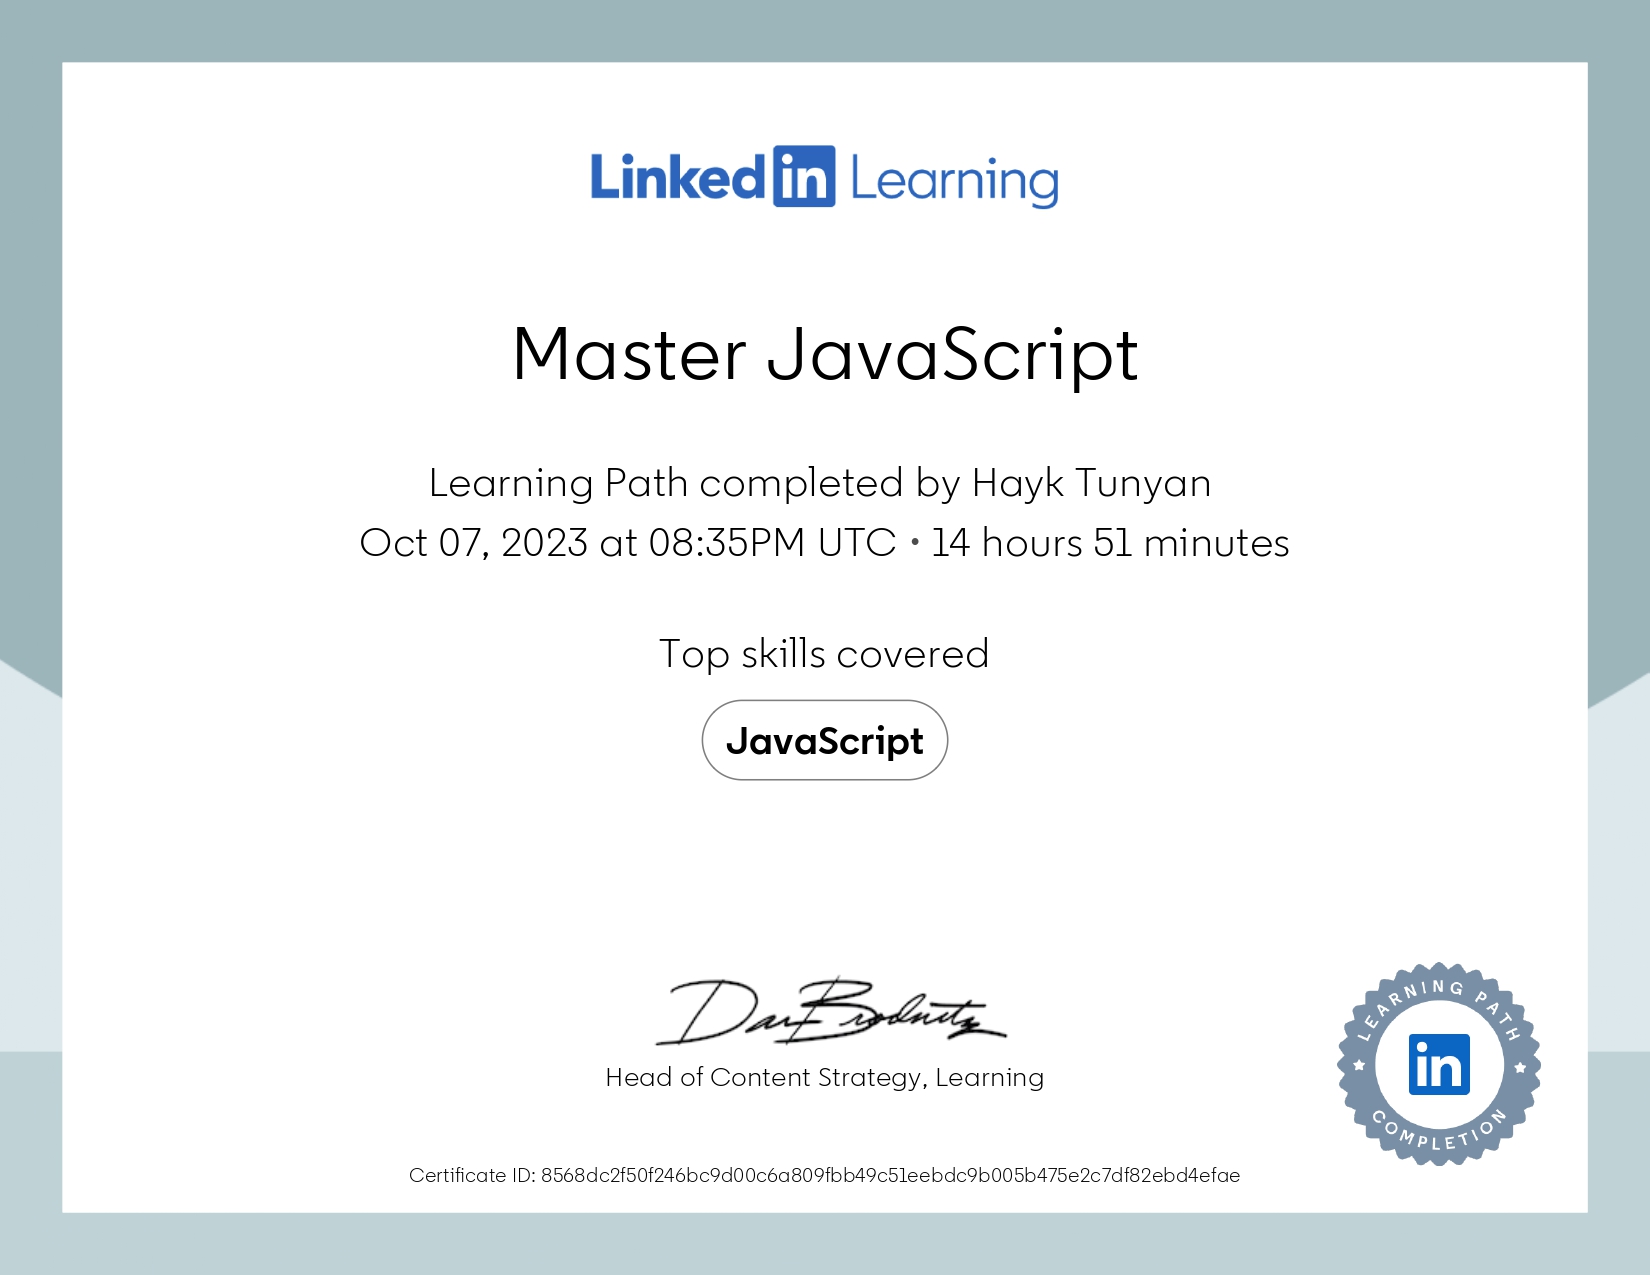 Linked in Learning
Master JavaScript
Learning Path completed by Hayk Tunyan
Oct 07, 2023 at 08:35PM UTC • 14 hours 51 minutes
Top skills covered
JavaScript
Dan Brodnitz
Head of Content Strategy, Learning
LEARNING PATH
in
COMPLETION
Certificate ID: 8568dc2f50f246bc9d00c6a809fbb49c51eebdc9b005b475e2c7df82ebd4efae